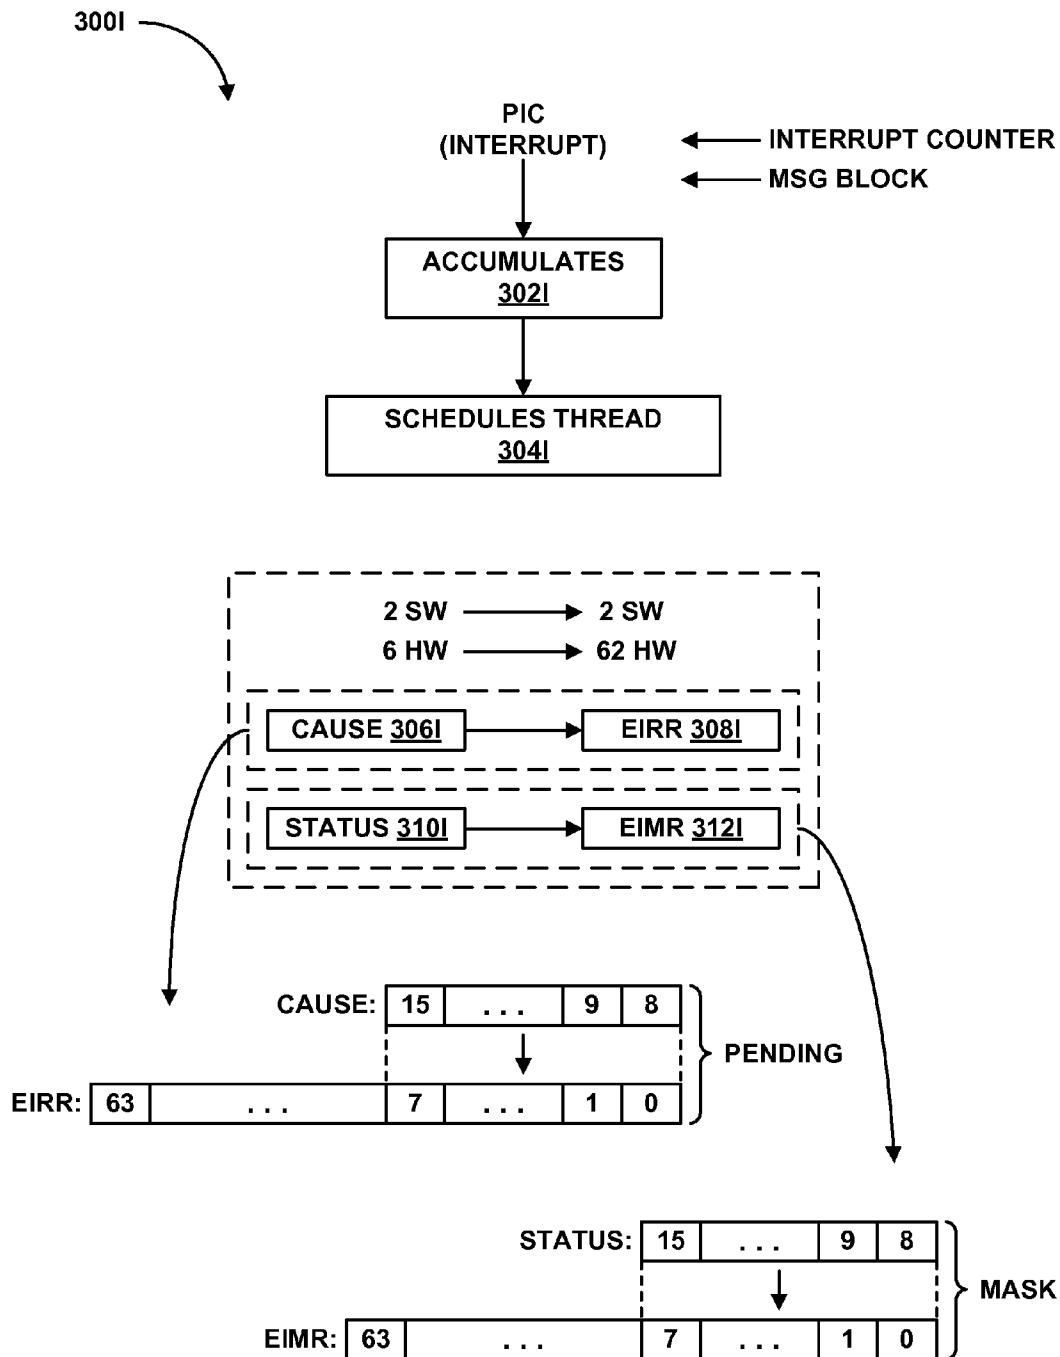 300I
PIC
(INTERRUPT)
INTERRUPT COUNTER
MSG BLOCK
ACCUMULATES
302I
SCHEDULES THREAD
304I
2 SW 2 SW
6 HW 62 HW
CAUSE 306I EIRR 308I
STATUS 310I EIMR 312I
CAUSE: 15 . . . 9 8
PENDING
EIRR: 63 . . . 7 . . . 1 0
STATUS: 15 . . . 9 8
MASK
EIMR: 63 . . . 7 . . . 1 0